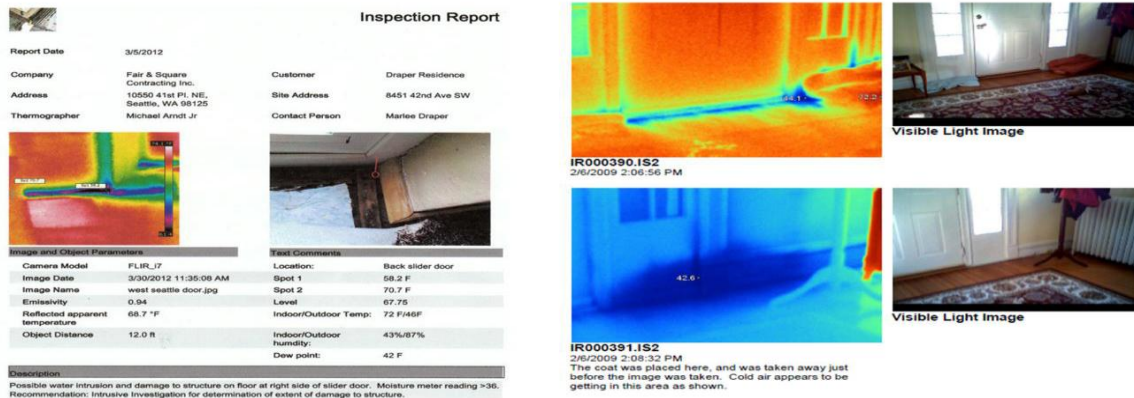 Inspection Report
Report Date 3/5/2012
Company Fair & Square Contracting Inc. Customer Draper Residence
Address 10550 41st Pl. NE, Seattle, WA 98125 Site Address 8451 42nd Ave SW
Thermographer Michael Arndt Jr Contact Person Marlee Draper
Image and Object Parameters Text Comments
Camera Model FLIR_i7 Location: Back slider door
Image Date 3/30/2012 11:35:08 AM Spot 1 58.2 F
Image Name west seattle door.jpg Spot 2 70.7 F
Emissivity 0.94 Level 67.75
Reflected apparent temperature 68.7 °F Indoor/Outdoor Temp: 72 F/46F
Object Distance 12.0 ft Indoor/Outdoor humdity: 43%/87%
Dew point: 42 F
Description
Possible water intrusion and damage to structure on floor at right side of slider door. Moisture meter reading >36.
Recommendation: Intrusive Investigation for determination of extent of damage to structure.
IR000390.IS2
2/6/2009 2:06:56 PM
Visible Light Image
42.6
IR000391.IS2
2/6/2009 2:08:32 PM
The coat was placed here, and was taken away just
before the image was taken. Cold air appears to be
getting in this area as shown.
Visible Light Image